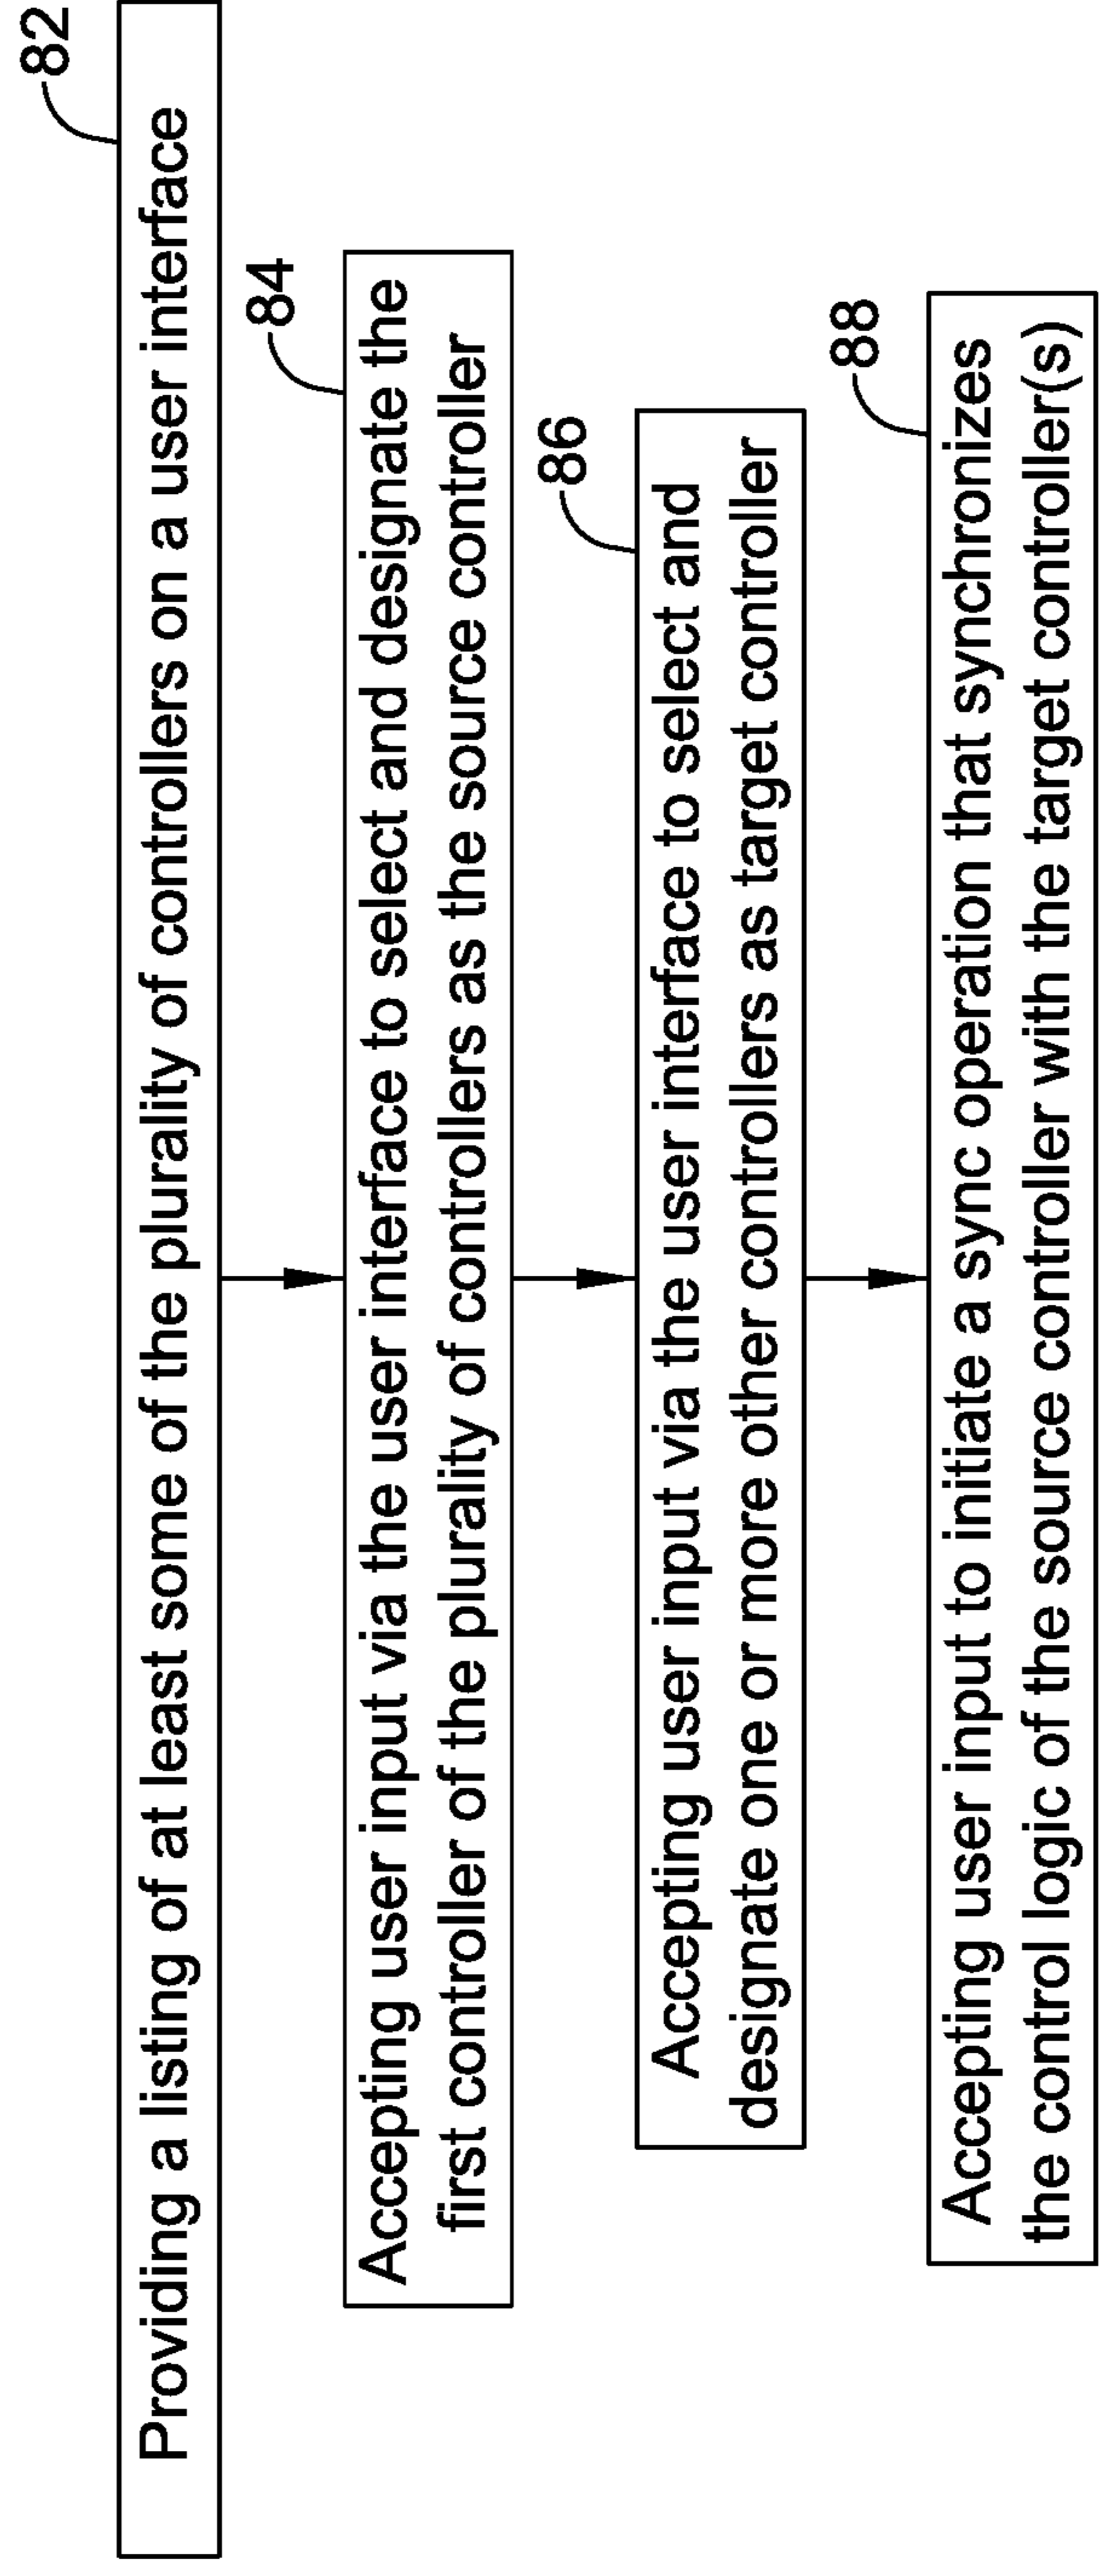 82
Providing a listing of at least some of the plurality of controllers on a user interface
84
Accepting user input via the user interface to select and designate the
first controller of the plurality of controllers as the source controller
86
Accepting user input via the user interface to select and
designate one or more other controllers as target controller
88
Accepting user input to initiate a sync operation that synchronizes
the control logic of the source controller with the target controller(s)